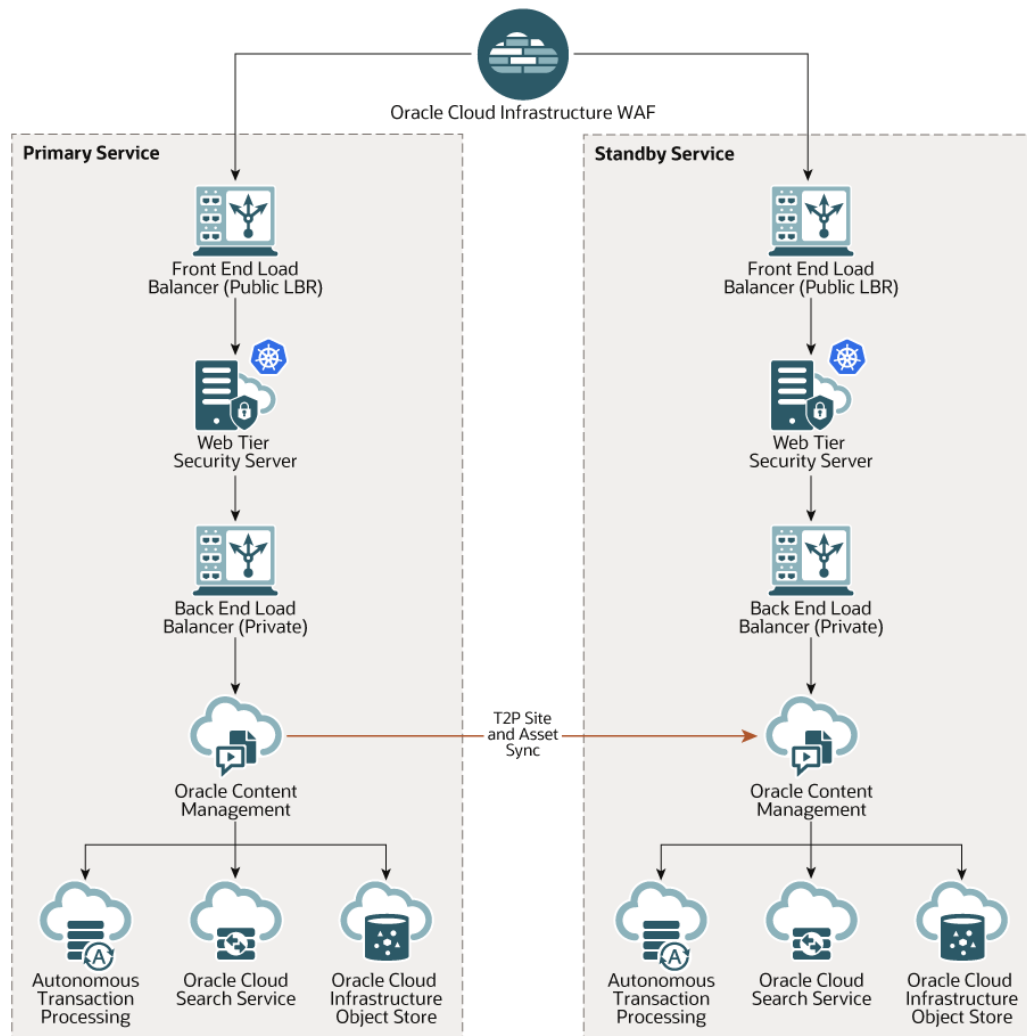 Oracle Cloud Infrastructure WAF
Primary Service
Front End Load
Balancer (Public LBR)
Web Tier
Security Server
Back End Load
Balancer (Private)
Oracle Content
Management
Autonomous
Transaction
Processing
Oracle Cloud
Search Service
Oracle Cloud
Infrastructure
Object Store
T2P Site
and Asset
Sync
Standby Service
Front End Load
Balancer (Public LBR)
Web Tier
Security Server
Back End Load
Balancer (Private)
Oracle Content
Management
Autonomous
Transaction
Processing
Oracle Cloud
Search Service
Oracle Cloud
Infrastructure
Object Store